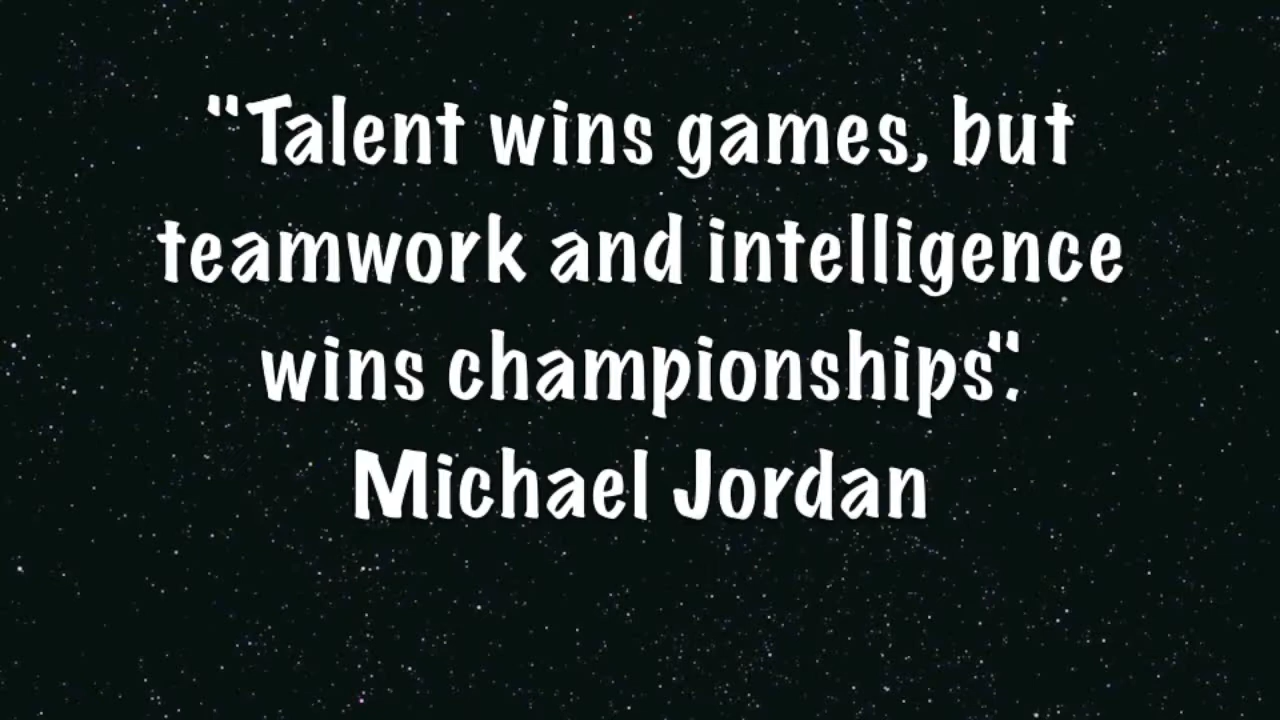 "Talent wins games, but
teamwork and intelligence
wins championships".
Michael Jordan